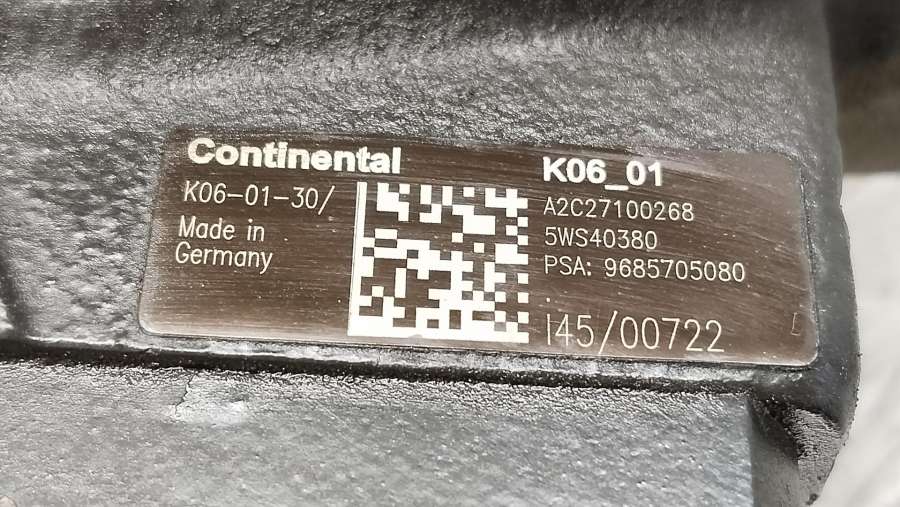 Continental
K06-01-30/
Made in
Germany
K06_01
A2C27100268
5WS40380
PSA: 9685705080
I45/00722